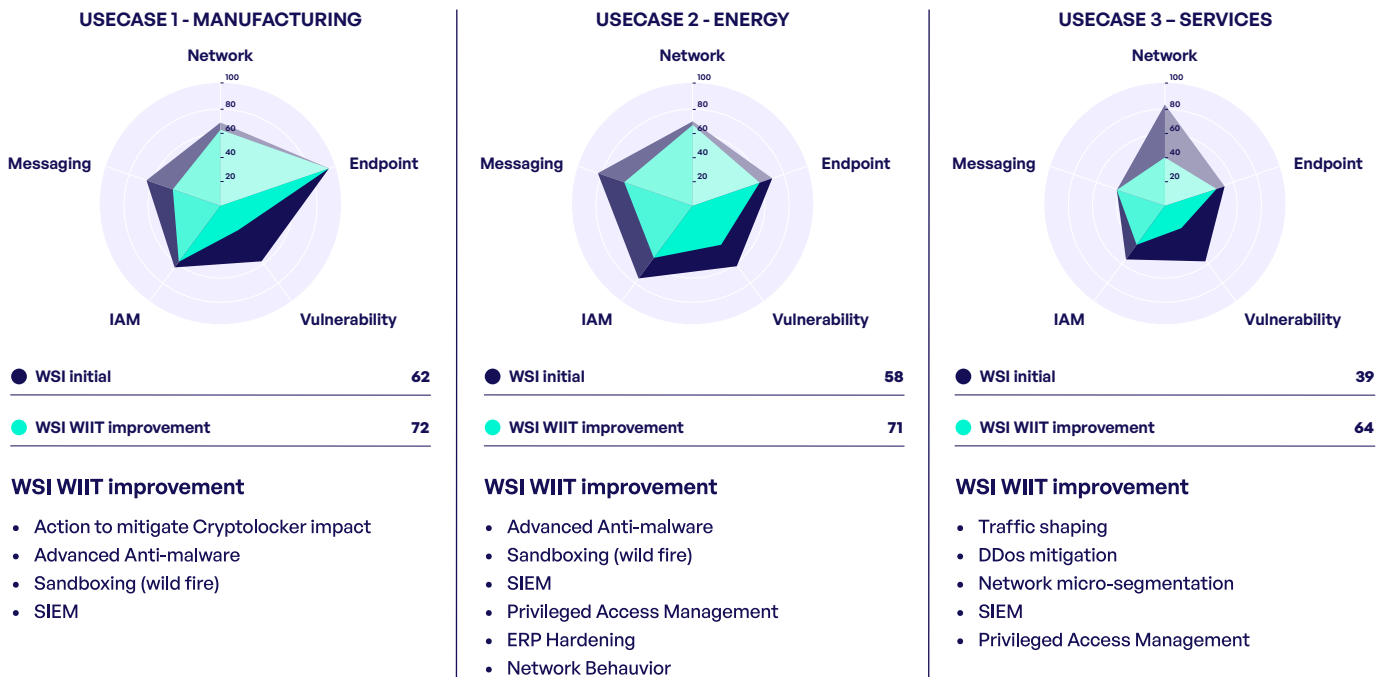 USECASE 1 - MANUFACTURING
Network
100
80
60
40
20
Messaging
Endpoint
IAM
Vulnerability
WSI initial 62
WSI WIIT improvement 72
WSI WIIT improvement
• Action to mitigate Cryptolocker impact
• Advanced Anti-malware
• Sandboxing (wild fire)
• SIEM
USECASE 2 - ENERGY
Network
100
80
60
40
20
Messaging
Endpoint
IAM
Vulnerability
WSI initial 58
WSI WIIT improvement 71
WSI WIIT improvement
• Advanced Anti-malware
• Sandboxing (wild fire)
• SIEM
• Privileged Access Management
• ERP Hardening
• Network Behauvior
USECASE 3 – SERVICES
Network
100
80
60
40
20
Messaging
Endpoint
IAM
Vulnerability
WSI initial 39
WSI WIIT improvement 64
WSI WIIT improvement
• Traffic shaping
• DDos mitigation
• Network micro-segmentation
• SIEM
• Privileged Access Management